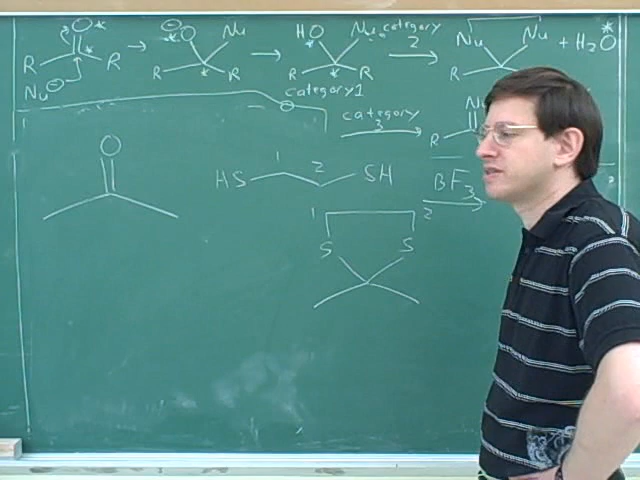 O* → O⊖ Nu → HO* Nu category 2 → Nu Nu + H₂O*
R * R R * R R * R R
Nu⊖ category 1
category 3 → Nu
R
O HS 1 2 SH BF₃
1 2
S S